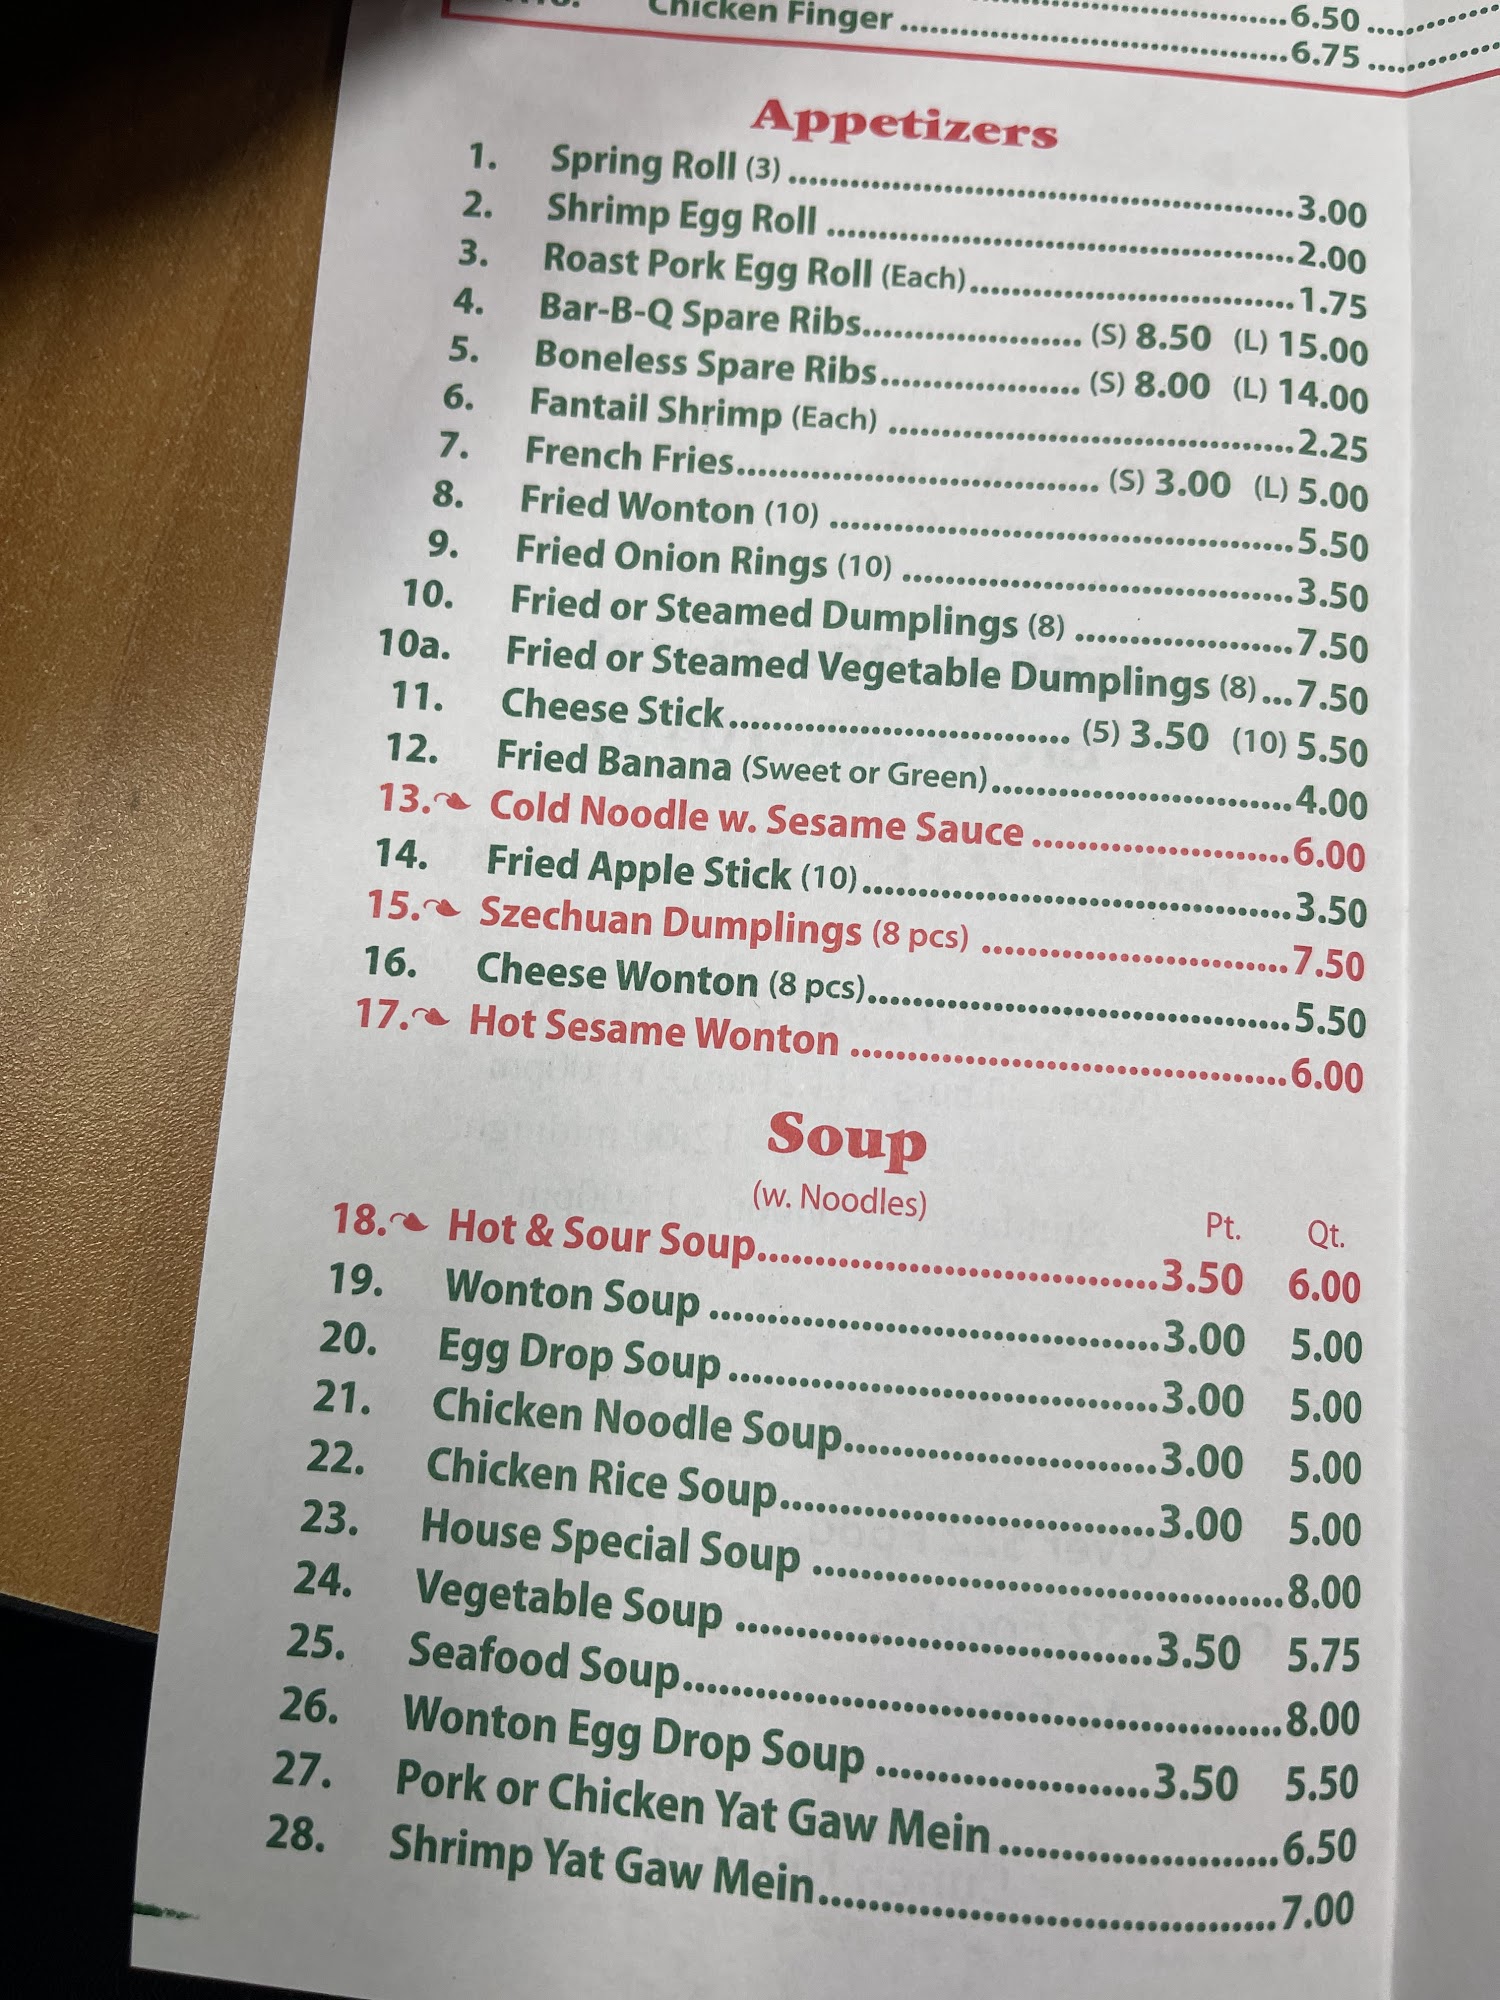 Chicken Finger ........ 6.50 ........
........ 6.75 ........
Appetizers
1. Spring Roll (3) ........ 3.00
2. Shrimp Egg Roll ........ 2.00
3. Roast Pork Egg Roll (Each) ........ 1.75
4. Bar-B-Q Spare Ribs ........ (S) 8.50 (L) 15.00
5. Boneless Spare Ribs ........ (S) 8.00 (L) 14.00
6. Fantail Shrimp (Each) ........ 2.25
7. French Fries ........ (S) 3.00 (L) 5.00
8. Fried Wonton (10) ........ 5.50
9. Fried Onion Rings (10) ........ 3.50
10. Fried or Steamed Dumplings (8) ........ 7.50
10a. Fried or Steamed Vegetable Dumplings (8) ... 7.50
11. Cheese Stick ........ (5) 3.50 (10) 5.50
12. Fried Banana (Sweet or Green) ........ 4.00
13. Cold Noodle w. Sesame Sauce ........ 6.00
14. Fried Apple Stick (10) ........ 3.50
15. Szechuan Dumplings (8 pcs) ........ 7.50
16. Cheese Wonton (8 pcs) ........ 5.50
17. Hot Sesame Wonton ........ 6.00
Soup
(w. Noodles)
Pt. Qt.
18. Hot & Sour Soup ........ 3.50 6.00
19. Wonton Soup ........ 3.00 5.00
20. Egg Drop Soup ........ 3.00 5.00
21. Chicken Noodle Soup ........ 3.00 5.00
22. Chicken Rice Soup ........ 3.00 5.00
23. House Special Soup ........ 8.00
24. Vegetable Soup ........ 3.50 5.75
25. Seafood Soup ........ 8.00
26. Wonton Egg Drop Soup ........ 3.50 5.50
27. Pork or Chicken Yat Gaw Mein ........ 6.50
28. Shrimp Yat Gaw Mein ........ 7.00